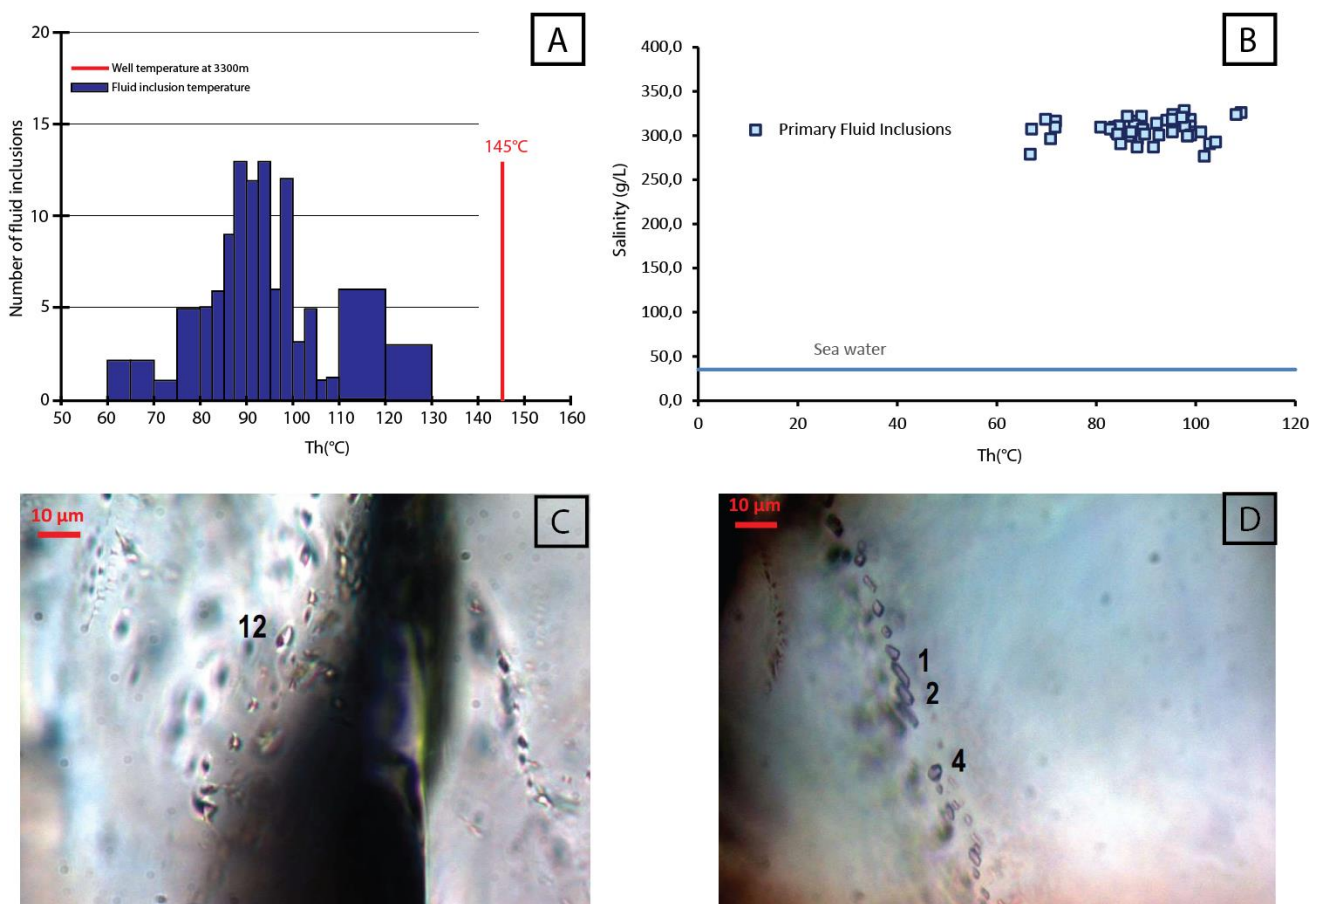 A
20
15
10
5
0
Number of fluid inclusions
Well temperature at 3300m
Fluid inclusion temperature
145°C
50 60 70 80 90 100 110 120 130 140 150 160
Th(°C)
B
400,0
350,0
300,0
250,0
200,0
150,0
100,0
50,0
0,0
Salinity (g/L)
Primary Fluid Inclusions
Sea water
0 20 40 60 80 100 120
Th(°C)
10 µm
C
12
10 µm
D
1
2
4